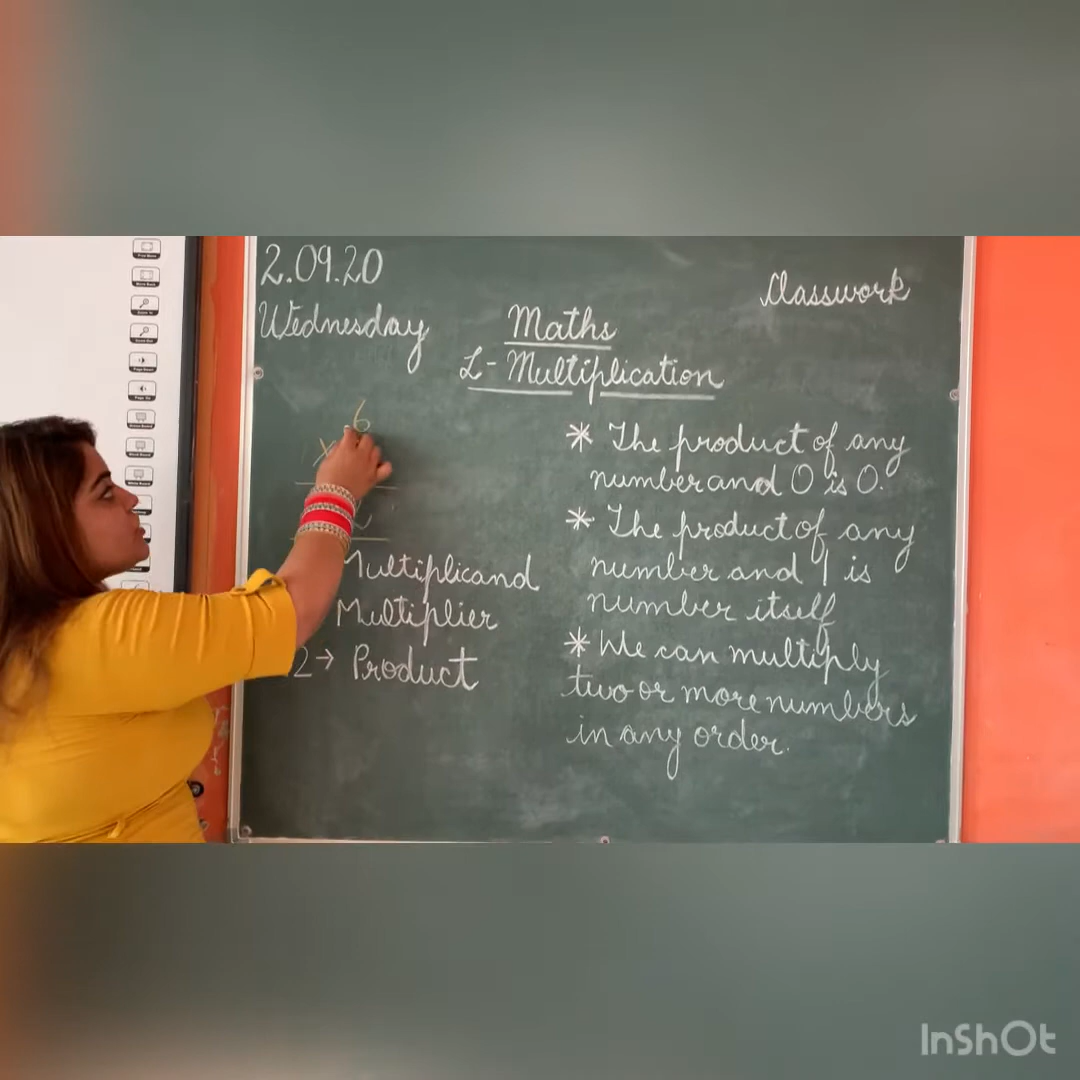 2.09.20
Classwork
Wednesday
Maths
L - Multiplication
6
x
Multiplicand
Multiplier
2 → Product
* The product of any
number and 0 is 0.
* The product of any
number and 1 is
number itself
* We can multiply
two or more numbers
in any order.
InShOt